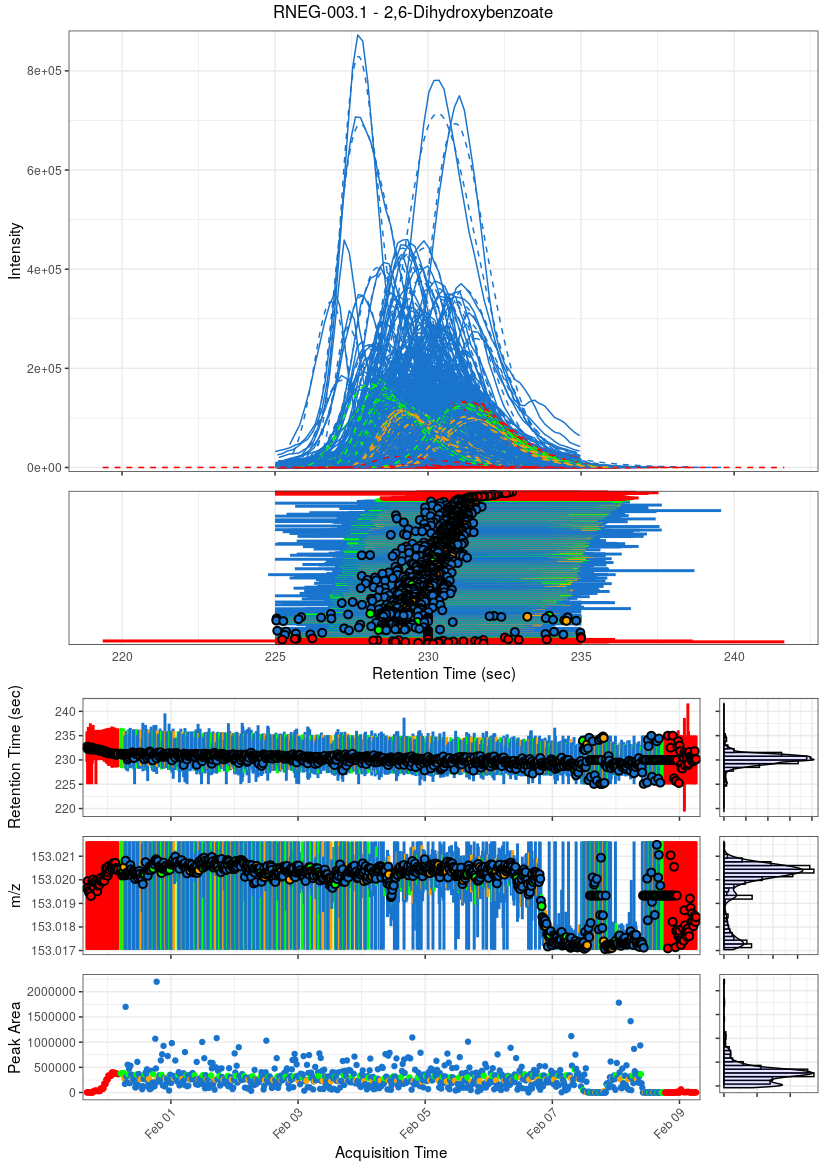 RNEG-003.1 - 2,6-Dihydroxybenzoate
8e+05
6e+05
4e+05
2e+05
0e+00
Intensity
220
225
230
235
240
Retention Time (sec)
240
235
230
225
220
Retention Time (sec)
153.021
153.020
153.019
153.018
153.017
m/z
2000000
1500000
1000000
500000
0
Peak Area
Feb 01
Feb 03
Feb 05
Feb 07
Feb 09
Acquisition Time